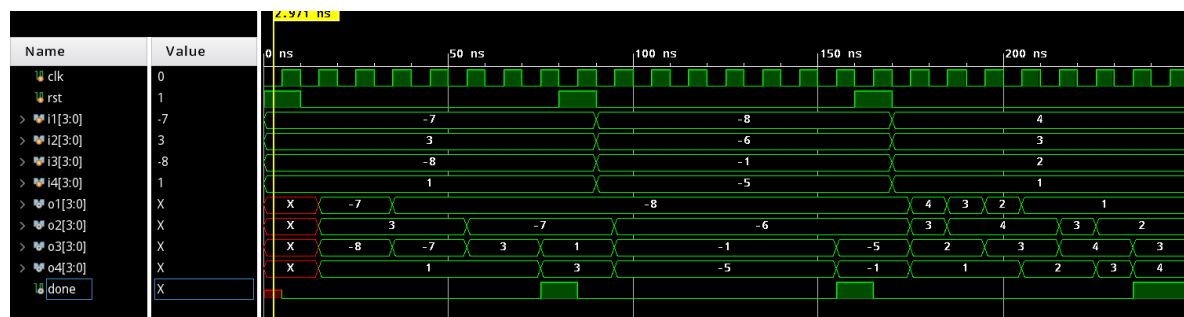 2.971 ns
Name Value 0 ns 50 ns 100 ns 150 ns 200 ns
clk 0
rst 1
i1[3:0] -7 -7 -8 4
i2[3:0] 3 3 -6 3
i3[3:0] -8 -8 -1 2
i4[3:0] 1 1 -5 1
o1[3:0] X X -7 -8 4 3 2 1
o2[3:0] X X 3 -7 -6 3 4 3 2
o3[3:0] X X -8 -7 3 1 -1 -5 2 3 4 3
o4[3:0] X X 1 3 -5 -1 1 2 3 4
done X